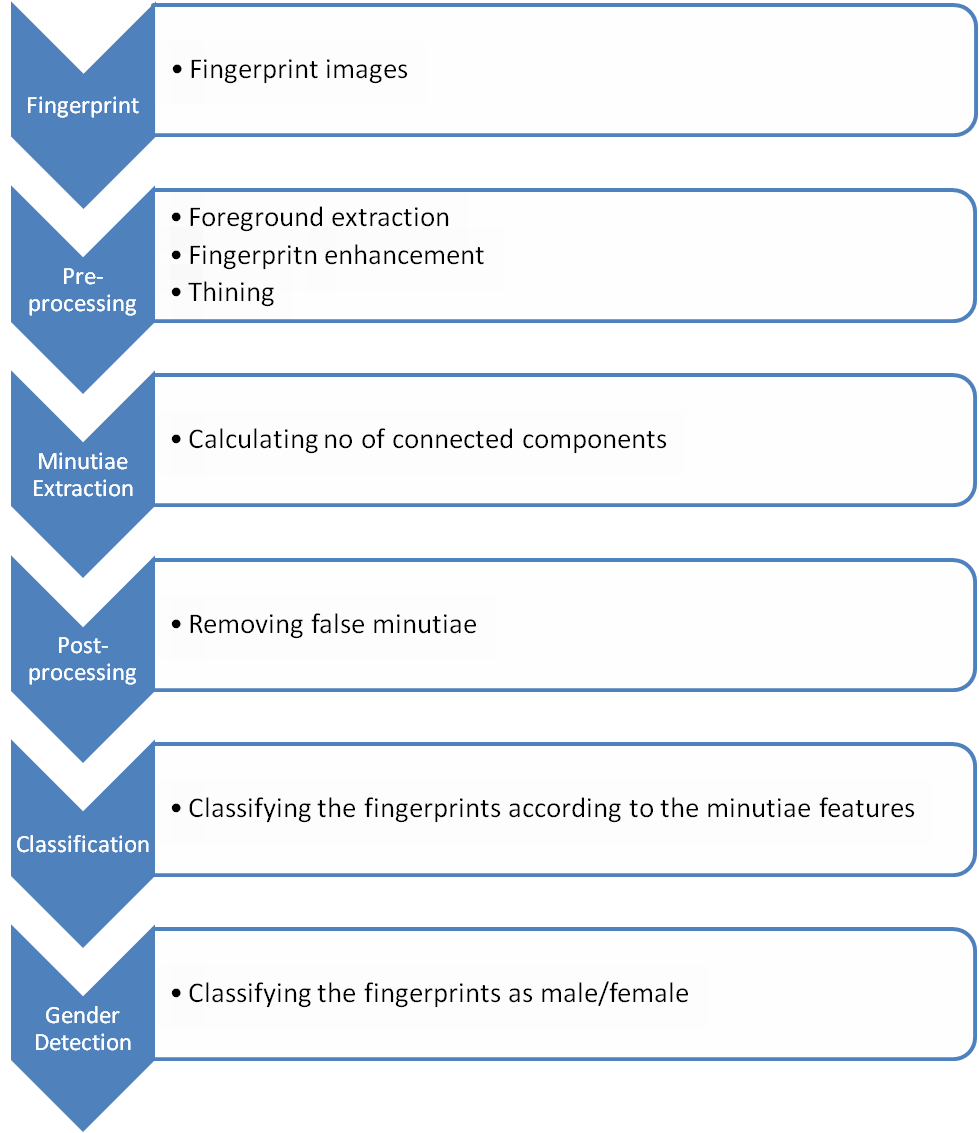 Fingerprint
• Fingerprint images
Pre-
processing
• Foreground extraction
• Fingerpritn enhancement
• Thining
Minutiae
Extraction
• Calculating no of connected components
Post-
processing
• Removing false minutiae
Classification
• Classifying the fingerprints according to the minutiae features
Gender
Detection
• Classifying the fingerprints as male/female